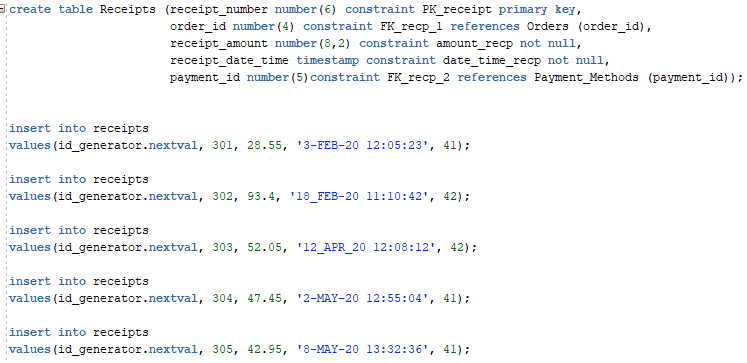 create table Receipts (receipt_number number(6) constraint PK_receipt primary key,
order_id number(4) constraint FK_recp_1 references Orders (order_id),
receipt_amount number(8,2) constraint amount_recp not null,
receipt_date_time timestamp constraint date_time_recp not null,
payment_id number(5)constraint FK_recp_2 references Payment_Methods (payment_id));
insert into receipts
values(id_generator.nextval, 301, 28.55, '3-FEB-20 12:05:23', 41);
insert into receipts
values(id_generator.nextval, 302, 93.4, '18_FEB-20 11:10:42', 42);
insert into receipts
values(id_generator.nextval, 303, 52.05, '12_APR_20 12:08:12', 42);
insert into receipts
values(id_generator.nextval, 304, 47.45, '2-MAY-20 12:55:04', 41);
insert into receipts
values(id_generator.nextval, 305, 42.95, '8-MAY-20 13:32:36', 41);